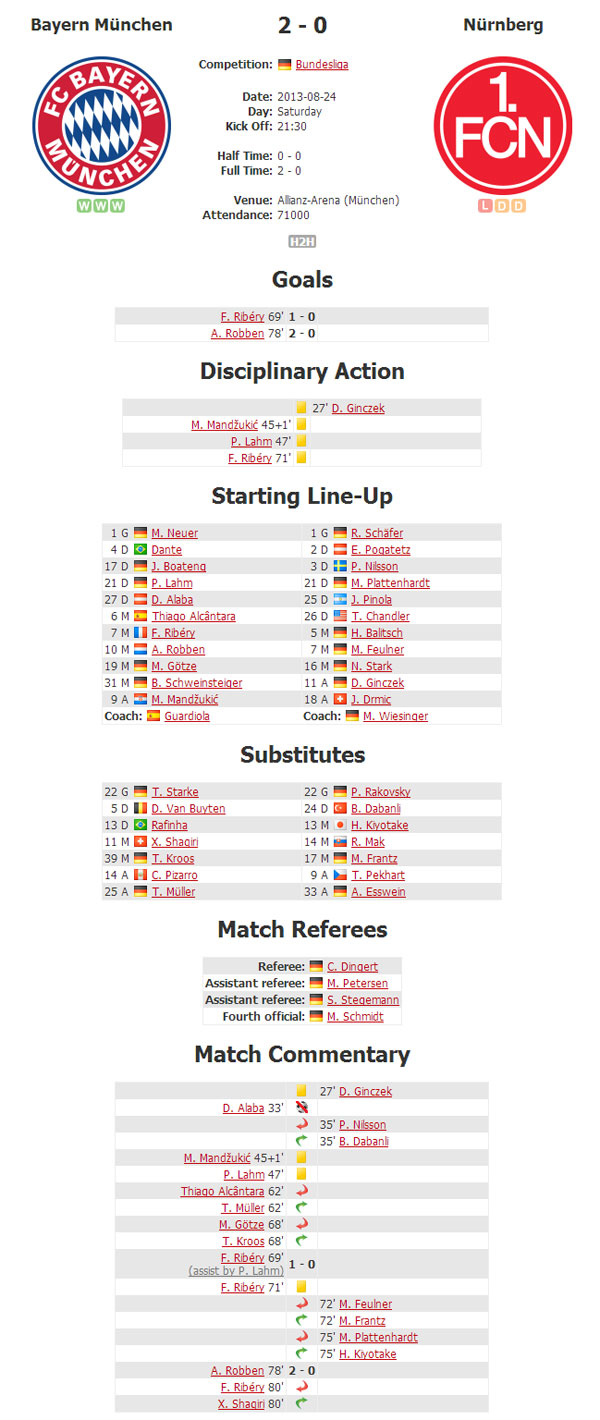 Bayern München
2 - 0
Nürnberg
FC BAYERN
MÜNCHEN
1.
FCN
Competition: Bundesliga
Date: 2013-08-24
Day: Saturday
Kick Off: 21:30
Half Time: 0 - 0
Full Time: 2 - 0
Venue: Allianz-Arena (München)
Attendance: 71000
W W W
L D D
H2H
Goals
F. Ribéry 69' 1 - 0
A. Robben 78' 2 - 0
Disciplinary Action
27' D. Ginczek
M. Mandžukić 45+1'
P. Lahm 47'
F. Ribéry 71'
Starting Line-Up
1 G M. Neuer 1 G R. Schäfer
4 D Dante 2 D E. Pogatetz
17 D J. Boateng 3 D P. Nilsson
21 D P. Lahm 21 D M. Plattenhardt
27 D D. Alaba 25 D J. Pinola
6 M Thiago Alcântara 26 D T. Chandler
7 M F. Ribéry 5 M H. Balitsch
10 M A. Robben 7 M M. Feulner
19 M M. Götze 16 M N. Stark
31 M B. Schweinsteiger 11 A D. Ginczek
9 A M. Mandžukić 18 A J. Drmic
Coach: Guardiola Coach: M. Wiesinger
Substitutes
22 G T. Starke 22 G P. Rakovsky
5 D D. Van Buyten 24 D B. Dabanli
13 D Rafinha 13 M H. Kiyotake
11 M X. Shaqiri 14 M R. Mak
39 M T. Kroos 17 M M. Frantz
14 A C. Pizarro 9 A T. Pekhart
25 A T. Müller 33 A A. Esswein
Match Referees
Referee: C. Dingert
Assistant referee: M. Petersen
Assistant referee: S. Stegemann
Fourth official: M. Schmidt
Match Commentary
27' D. Ginczek
D. Alaba 33'
35' P. Nilsson
35' B. Dabanli
M. Mandžukić 45+1'
P. Lahm 47'
Thiago Alcântara 62'
T. Müller 62'
M. Götze 68'
T. Kroos 68'
F. Ribéry 69' 1 - 0
(assist by P. Lahm)
F. Ribéry 71'
72' M. Feulner
72' M. Frantz
75' M. Plattenhardt
75' H. Kiyotake
A. Robben 78' 2 - 0
F. Ribéry 80'
X. Shaqiri 80'